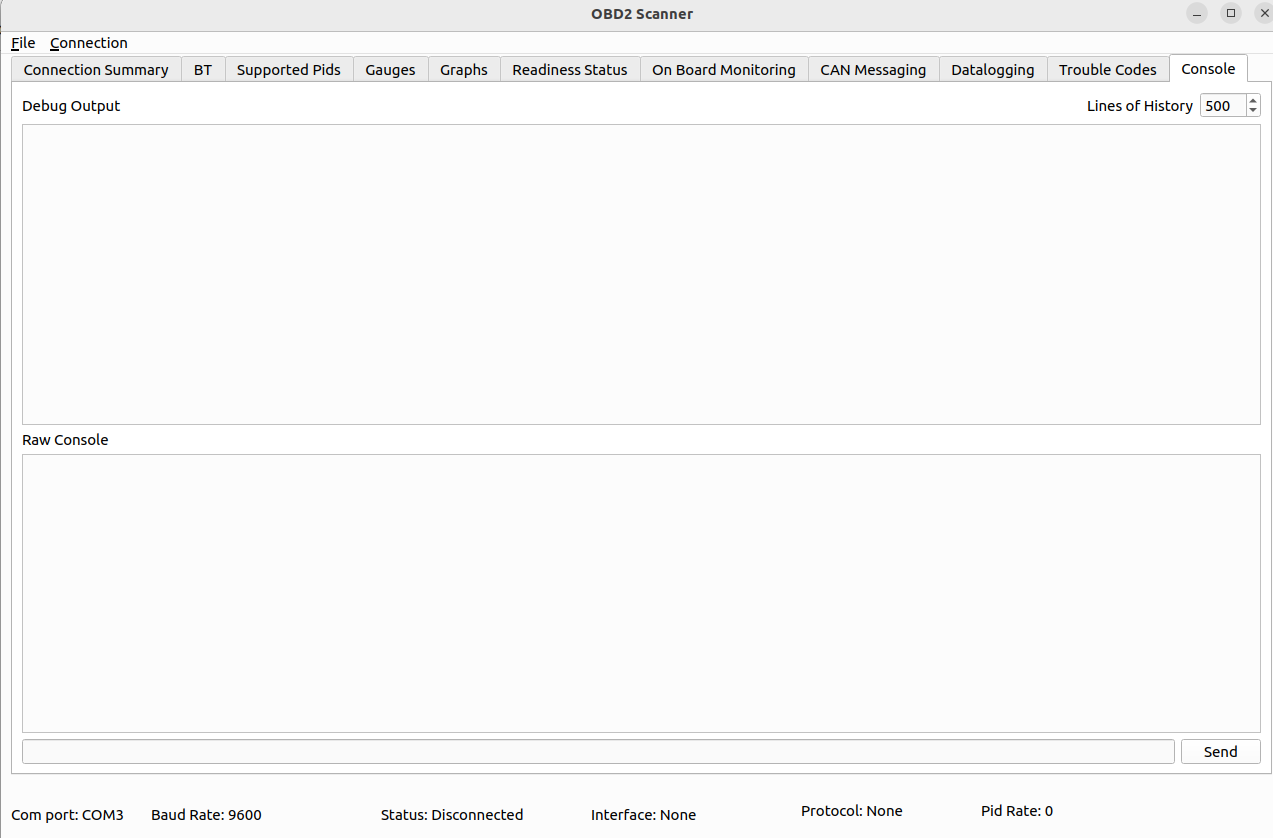 OBD2 Scanner
File Connection
Connection Summary BT Supported Pids Gauges Graphs Readiness Status On Board Monitoring CAN Messaging Datalogging Trouble Codes Console
Debug Output Lines of History 500
Raw Console
Send
Com port: COM3 Baud Rate: 9600 Status: Disconnected Interface: None Protocol: None Pid Rate: 0